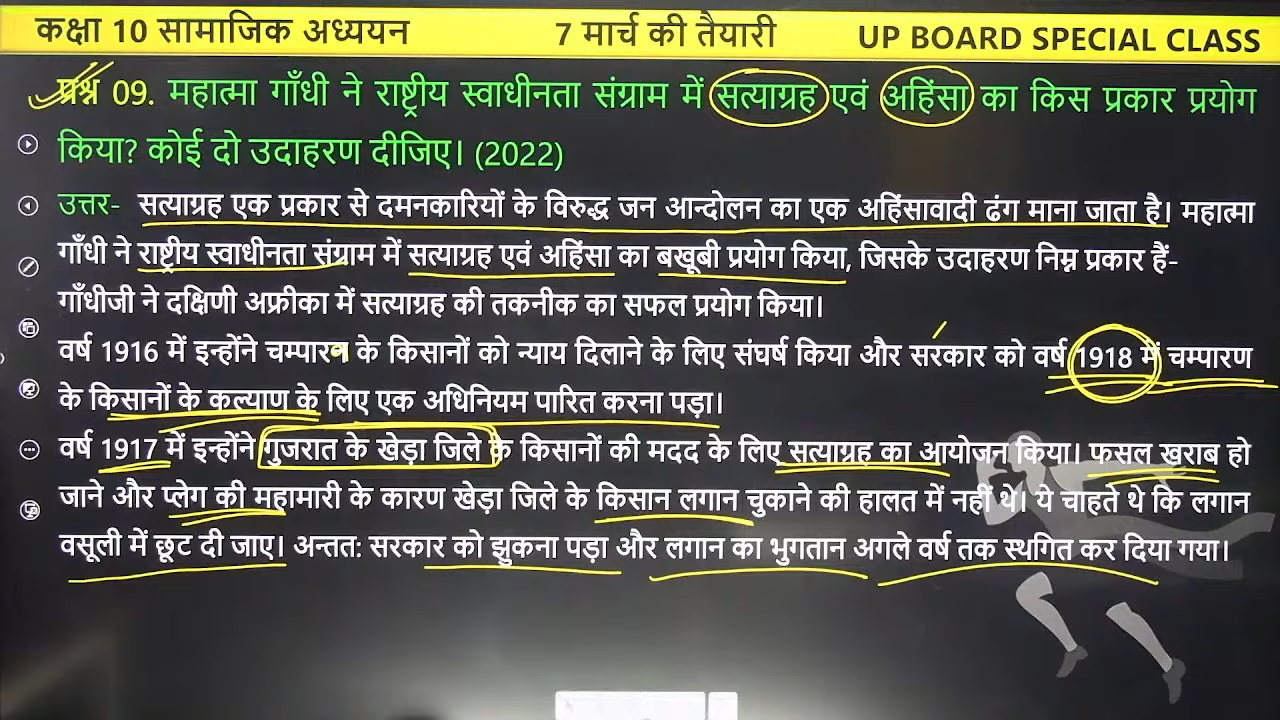 कक्षा 10 सामाजिक अध्ययन 7 मार्च की तैयारी UP BOARD SPECIAL CLASS
प्रश्न 09. महात्मा गाँधी ने राष्ट्रीय स्वाधीनता संग्राम में सत्याग्रह एवं अहिंसा का किस प्रकार प्रयोग
किया? कोई दो उदाहरण दीजिए। (2022)
उत्तर- सत्याग्रह एक प्रकार से दमनकारियों के विरुद्ध जन आन्दोलन का एक अहिंसावादी ढंग माना जाता है। महात्मा
गाँधी ने राष्ट्रीय स्वाधीनता संग्राम में सत्याग्रह एवं अहिंसा का बखूबी प्रयोग किया, जिसके उदाहरण निम्न प्रकार हैं-
गाँधीजी ने दक्षिणी अफ्रीका में सत्याग्रह की तकनीक का सफल प्रयोग किया।
वर्ष 1916 में इन्होंने चम्पारन के किसानों को न्याय दिलाने के लिए संघर्ष किया और सरकार को वर्ष 1918 में चम्पारण
के किसानों के कल्याण के लिए एक अधिनियम पारित करना पड़ा।
वर्ष 1917 में इन्होंने गुजरात के खेड़ा जिले के किसानों की मदद के लिए सत्याग्रह का आयोजन किया। फसल खराब हो
जाने और प्लेग की महामारी के कारण खेड़ा जिले के किसान लगान चुकाने की हालत में नहीं थे। ये चाहते थे कि लगान
वसूली में छूट दी जाए। अन्तत: सरकार को झुकना पड़ा और लगान का भुगतान अगले वर्ष तक स्थगित कर दिया गया।